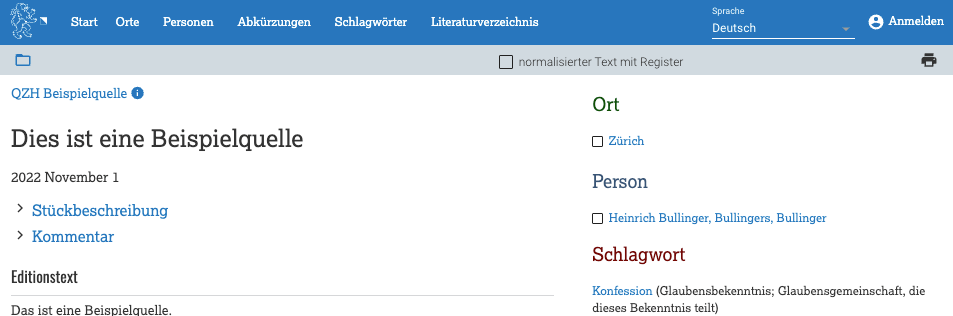 Start Orte Personen Abkürzungen Schlagwörter Literaturverzeichnis
Sprache
Deutsch
Anmelden
normalisierter Text mit Register
QZH Beispielquelle
Dies ist eine Beispielquelle
2022 November 1
Stückbeschreibung
Kommentar
Editionstext
Das ist eine Beispielquelle.
Ort
Zürich
Person
Heinrich Bullinger, Bullingers, Bullinger
Schlagwort
Konfession (Glaubensbekenntnis; Glaubensgemeinschaft, die
dieses Bekenntnis teilt)